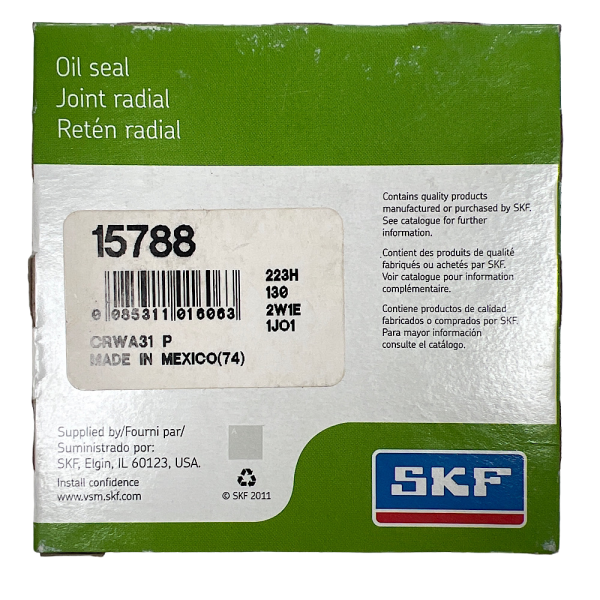 Oil seal
Joint radial
Retén radial
Contains quality products
manufactured or purchased by SKF.
See catalogue for further
information.
Contient des produits de qualité
fabriqués ou achetés par SKF.
Voir catalogue pour information
complémentaire.
Contiene productos de calidad
fabricados o comprados por SKF.
Para mayor información
consulte el catálogo.
15788
0 085311 016063
223H
130
2W1E
1JO1
CRWA31 P
MADE IN MEXICO(74)
Supplied by/Fourni par/
Suministrado por:
SKF, Elgin, IL 60123, USA.
Install confidence
www.vsm.skf.com
© SKF 2011
SKF